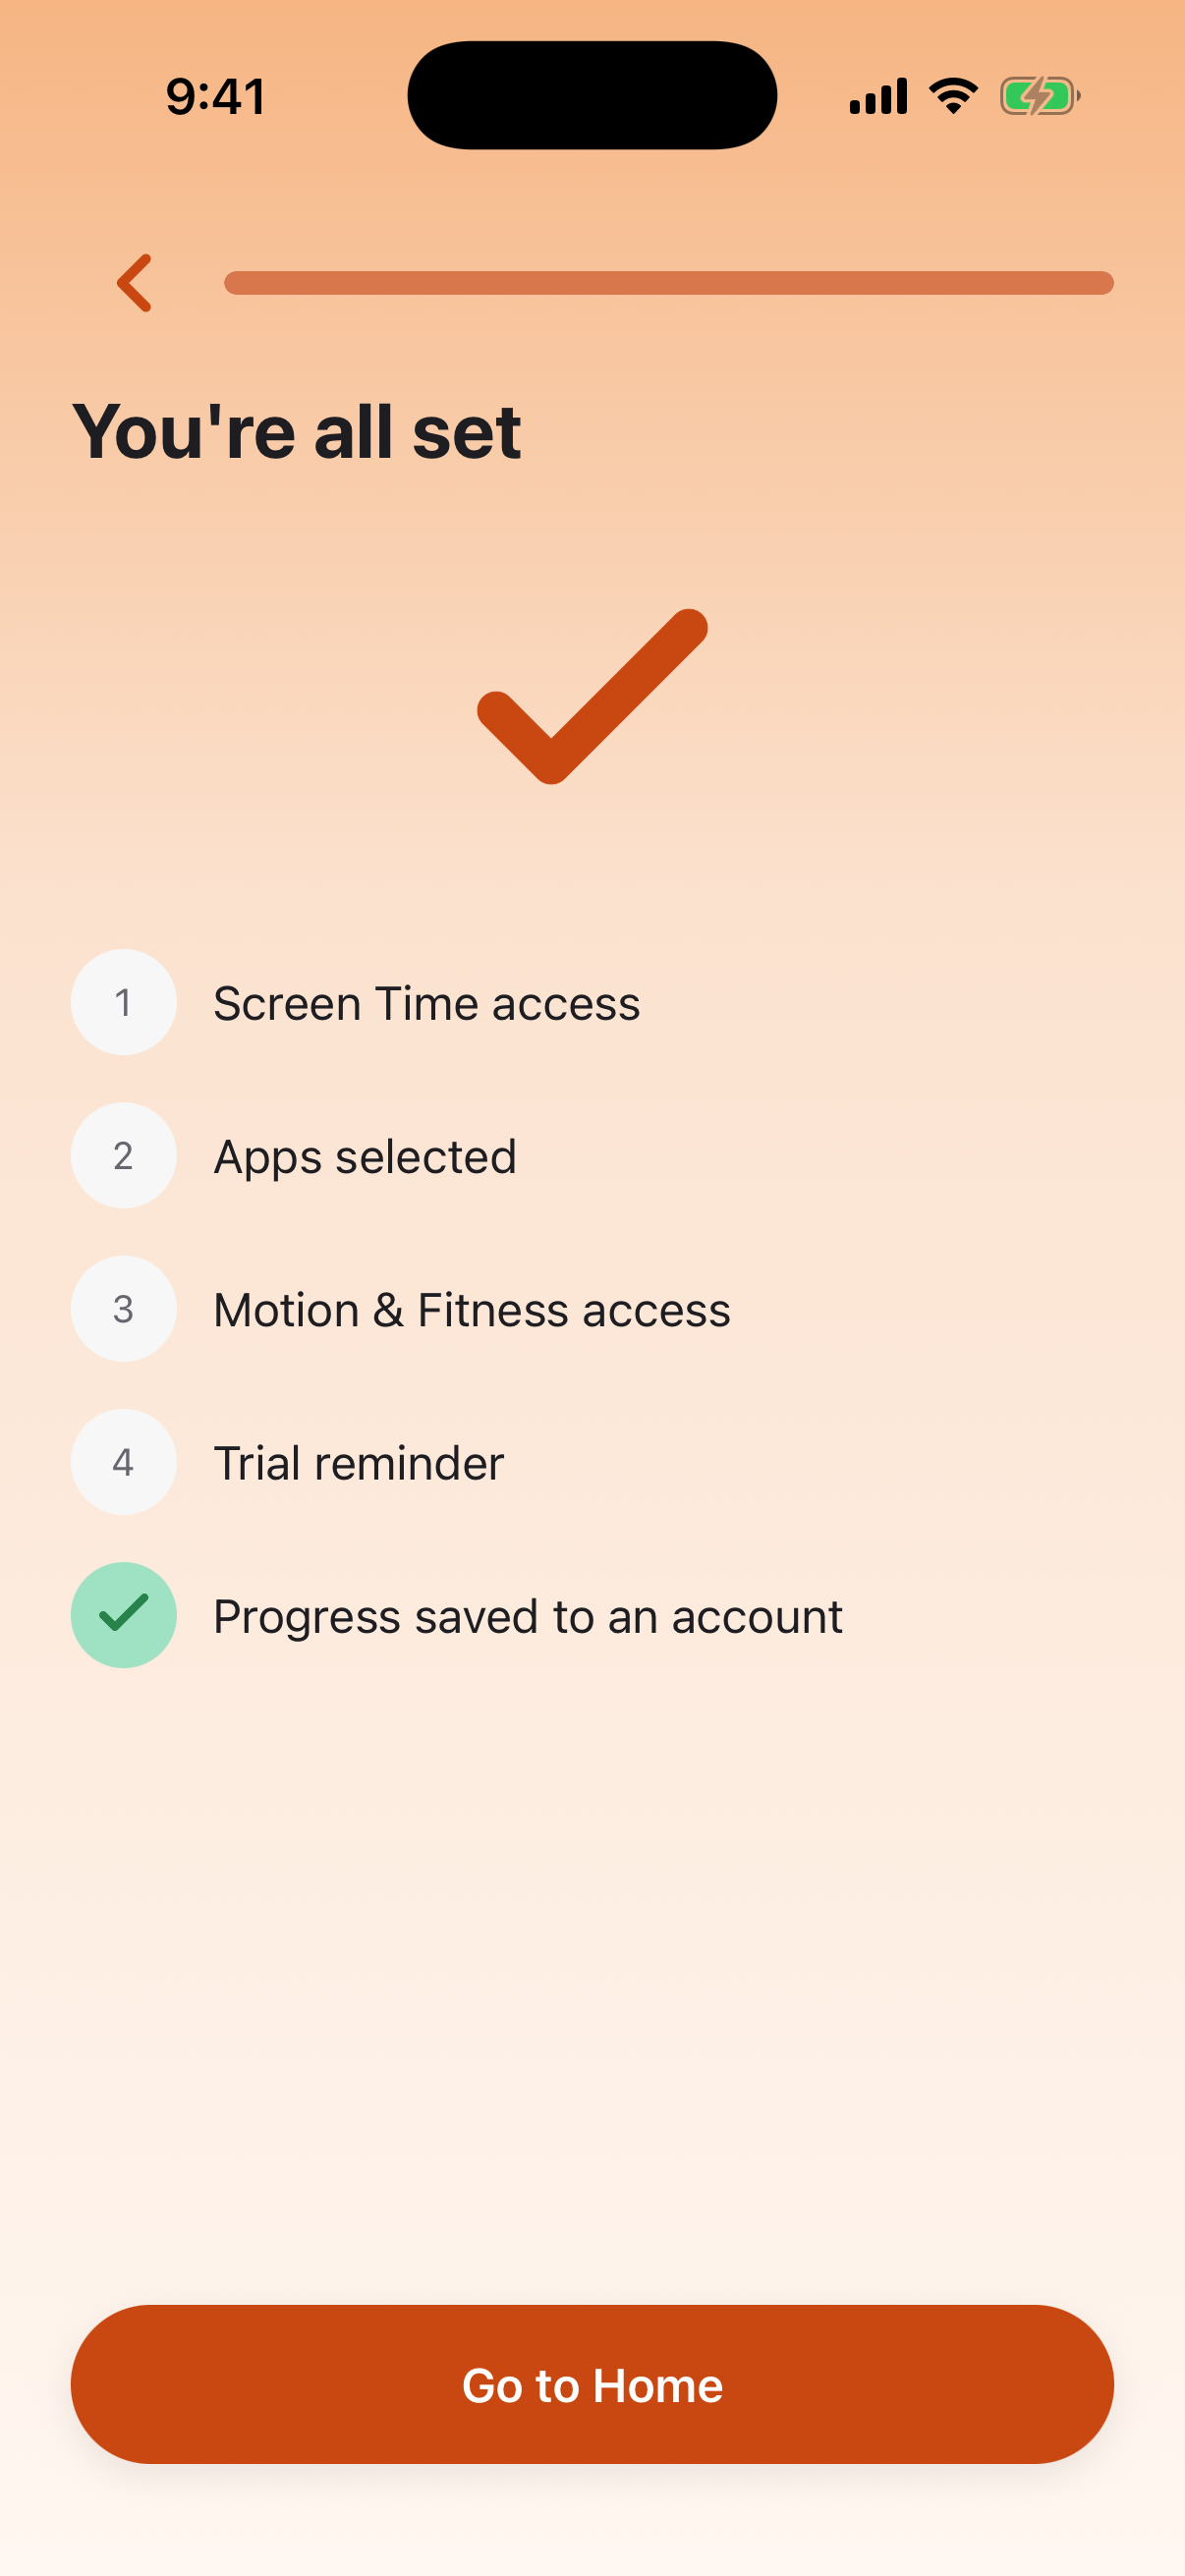 9:41
You're all set
1 Screen Time access
2 Apps selected
3 Motion & Fitness access
4 Trial reminder
Progress saved to an account
Go to Home